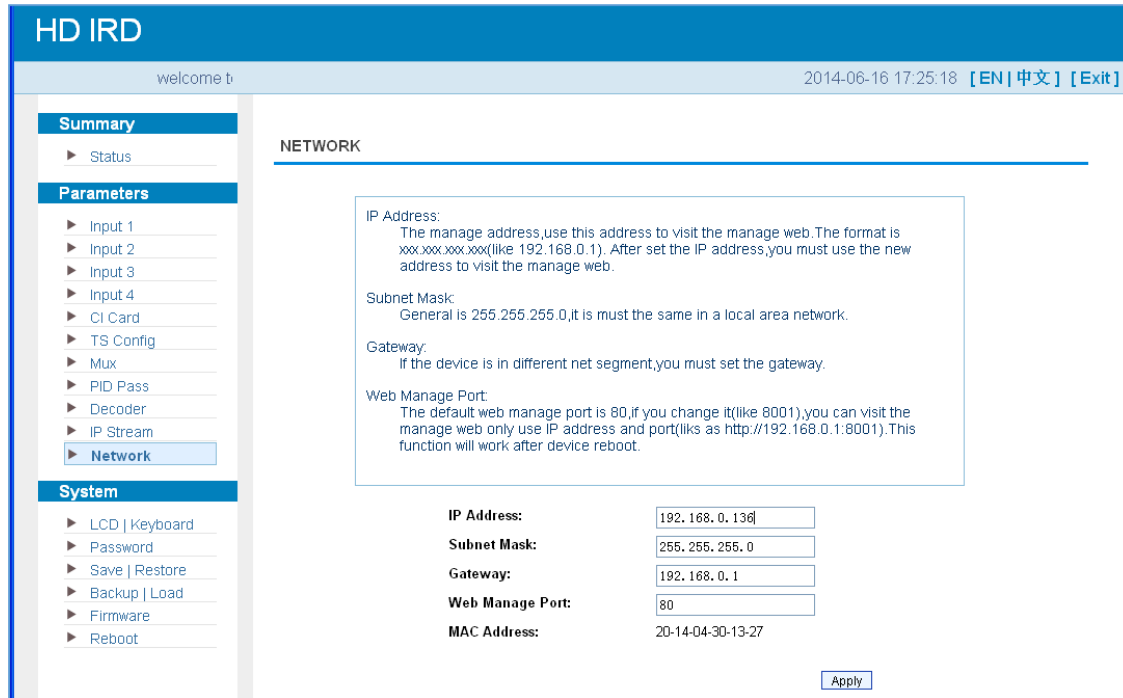 HD IRD
welcome t
2014-06-16 17:25:18 [ EN | 中文 ] [ Exit ]
Summary
Status
Parameters
Input 1
Input 2
Input 3
Input 4
CI Card
TS Config
Mux
PID Pass
Decoder
IP Stream
Network
System
LCD | Keyboard
Password
Save | Restore
Backup | Load
Firmware
Reboot
NETWORK
IP Address:
The manage address,use this address to visit the manage web.The format is
xxx.xxx.xxx.xxx(like 192.168.0.1). After set the IP address,you must use the new
address to visit the manage web.
Subnet Mask:
General is 255.255.255.0,it is must the same in a local area network.
Gateway:
If the device is in different net segment,you must set the gateway.
Web Manage Port:
The default web manage port is 80,if you change it(like 8001),you can visit the
manage web only use IP address and port(liks as http://192.168.0.1:8001).This
function will work after device reboot.
IP Address: 192.168.0.136
Subnet Mask: 255.255.255.0
Gateway: 192.168.0.1
Web Manage Port: 80
MAC Address: 20-14-04-30-13-27
Apply